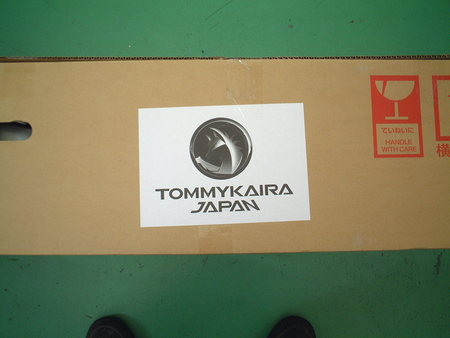 TOMMYKAIRA
JAPAN
ていねいに
HANDLE
WITH CARE
横